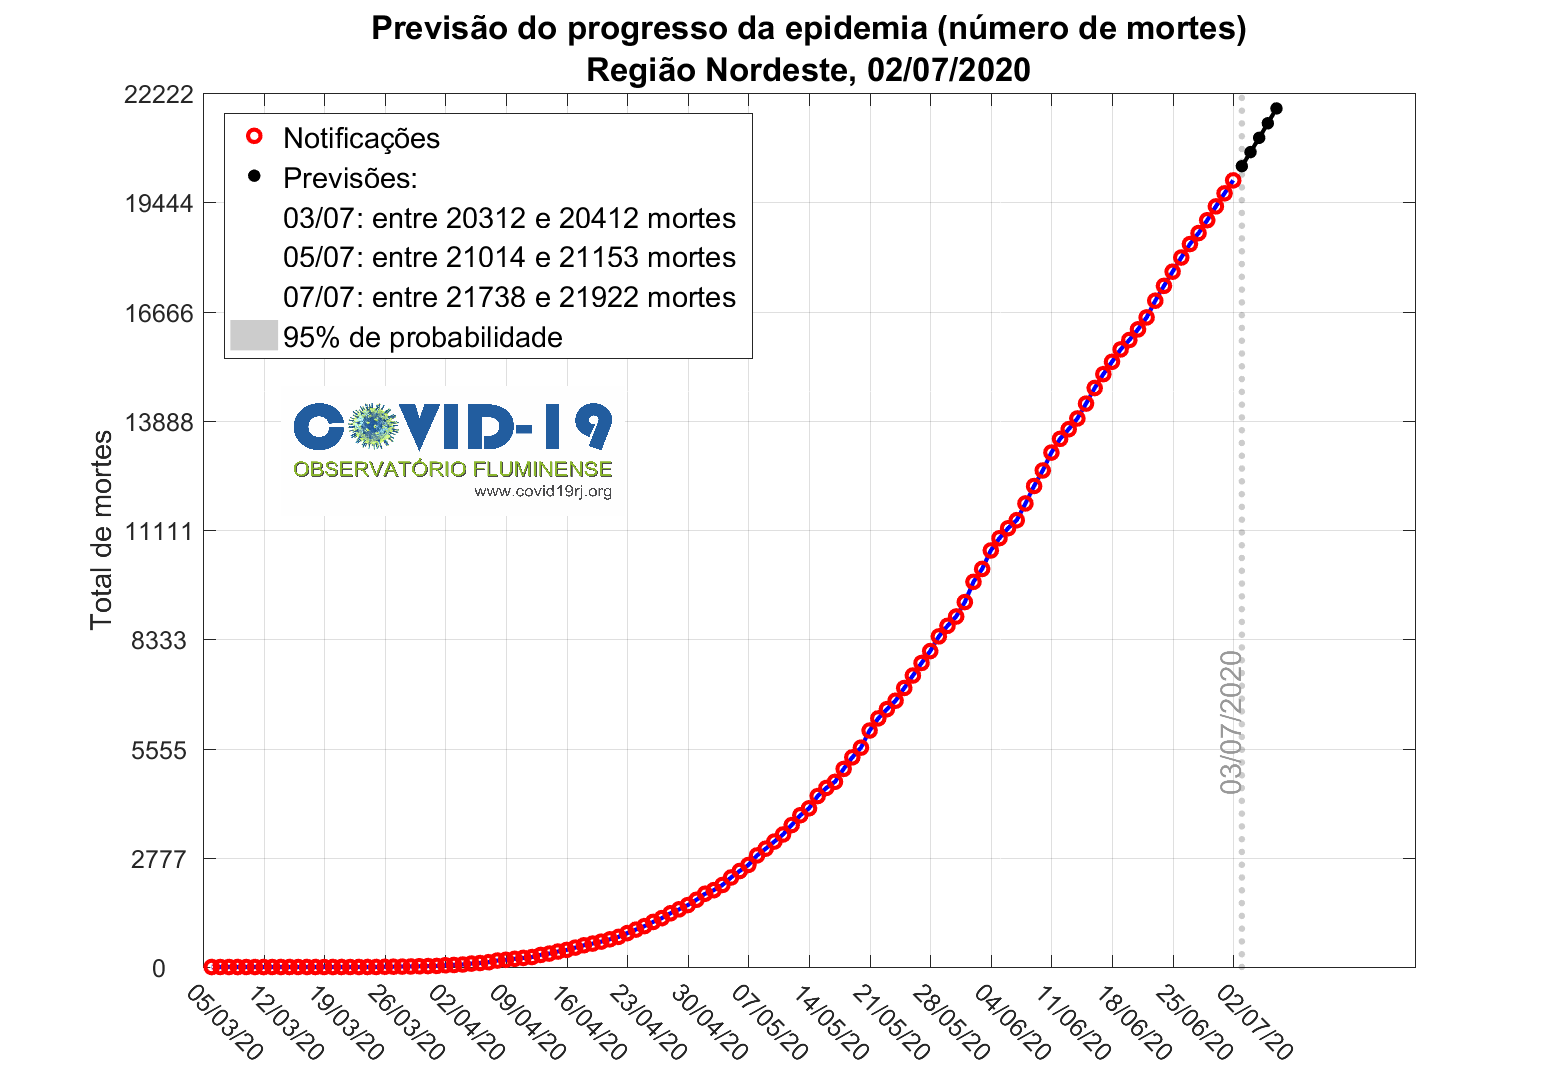 Previsão do progresso da epidemia (número de mortes)
Região Nordeste, 02/07/2020
22222
19444
16666
13888
11111
8333
5555
2777
0
Total de mortes
Notificações
Previsões:
03/07: entre 20312 e 20412 mortes
05/07: entre 21014 e 21153 mortes
07/07: entre 21738 e 21922 mortes
95% de probabilidade
COVID-19
OBSERVATÓRIO FLUMINENSE
www.covid19rj.org
03/07/2020
05/03/20
12/03/20
19/03/20
26/03/20
02/04/20
09/04/20
16/04/20
23/04/20
30/04/20
07/05/20
14/05/20
21/05/20
28/05/20
04/06/20
11/06/20
18/06/20
25/06/20
02/07/20